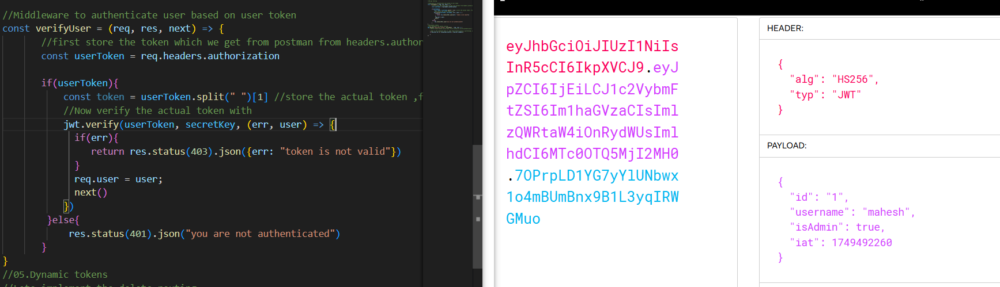 //Middleware to authenticate user based on user token
const verifyUser = (req, res, next) => {
//first store the token which we get from postman from headers.author
const userToken = req.headers.authorization
if(userToken){
const token = userToken.split(" ")[1] //store the actual token ,f
//Now verify the actual token with
jwt.verify(userToken, secretKey, (err, user) => {
if(err){
return res.status(403).json({err: "token is not valid"})
}
req.user = user;
next()
})
}else{
res.status(401).json("you are not authenticated")
}
}
//05.Dynamic tokens
eyJhbGciOiJIUzI1NiIs
InR5cCI6IkpXVCJ9.eyJ
pZCI6IjEiLCJ1c2VybmF
tZSI6Im1haGVzaCIsIml
zQWRtaW4iOnRydWUsIml
hdCI6MTc0OTQ5MjI2MH0
.7OPrpLD1YG7yYlUNbwx
1o4mBUmBnx9B1L3yqIRW
GMuo
HEADER:
{
"alg": "HS256",
"typ": "JWT"
}
PAYLOAD:
{
"id": "1",
"username": "mahesh",
"isAdmin": true,
"iat": 1749492260
}